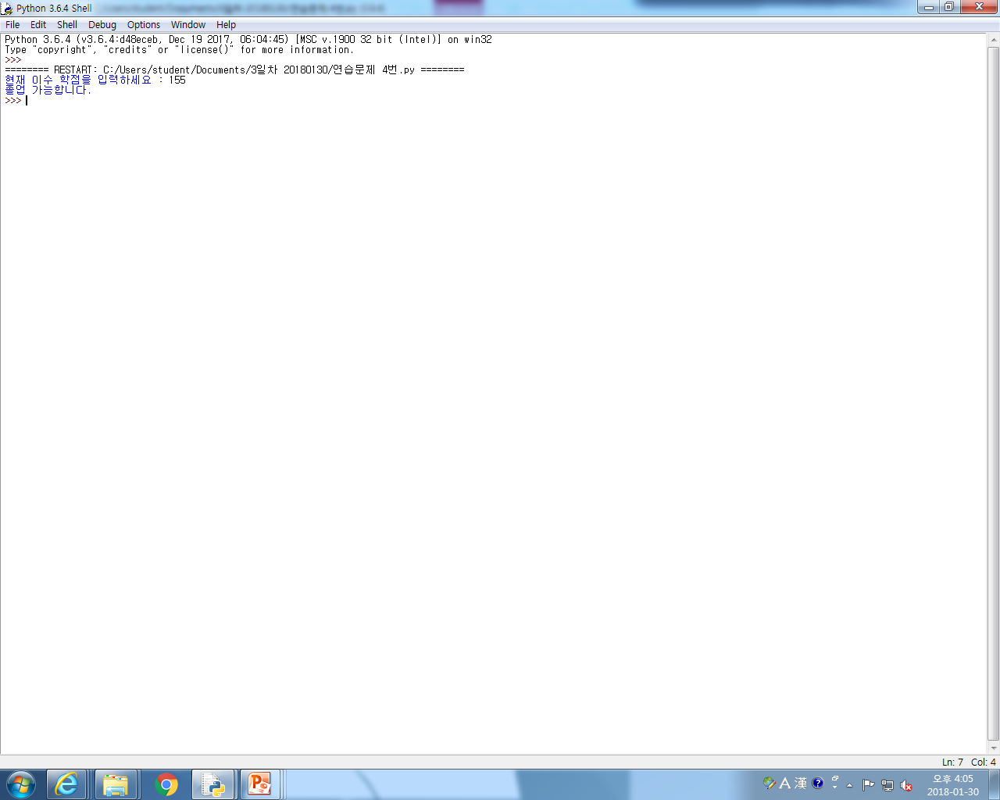 Python 3.6.4 Shell
File Edit Shell Debug Options Window Help
Python 3.6.4 (v3.6.4:d48eceb, Dec 19 2017, 06:04:45) [MSC v.1900 32 bit (Intel)] on win32
Type "copyright", "credits" or "license()" for more information.
>>>
======== RESTART: C:/Users/student/Documents/3일차 20180130/연습문제 4번.py ========
현재 이수 학점을 입력하세요 : 155
졸업 가능합니다.
>>>
Ln: 7 Col: 4
A 漢 ? 오후 4:05
2018-01-30